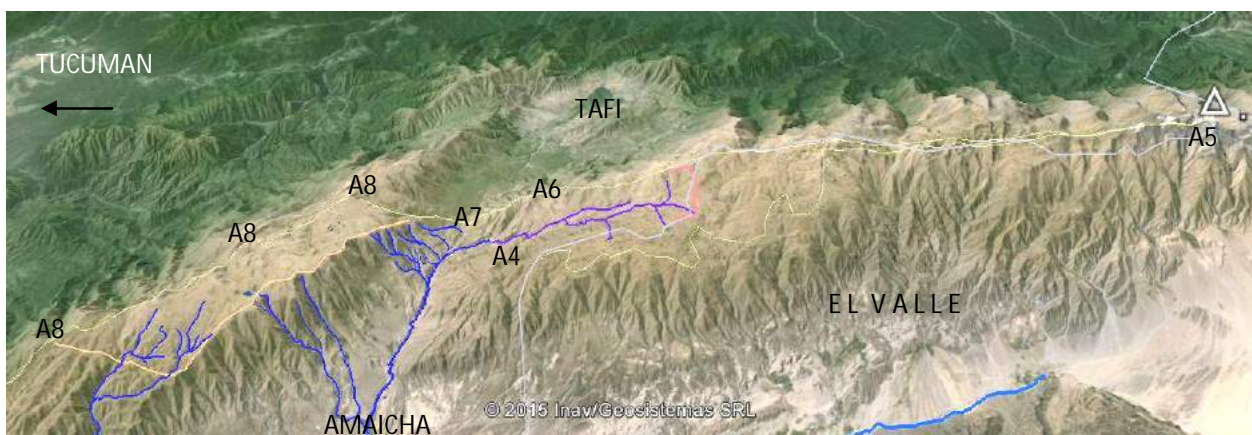 TUCUMAN
TAFI
A5
A8
A6
A7
A8
A4
EL VALLE
A8
© 2015 Inav/Geosistemas SRL
AMAICHA